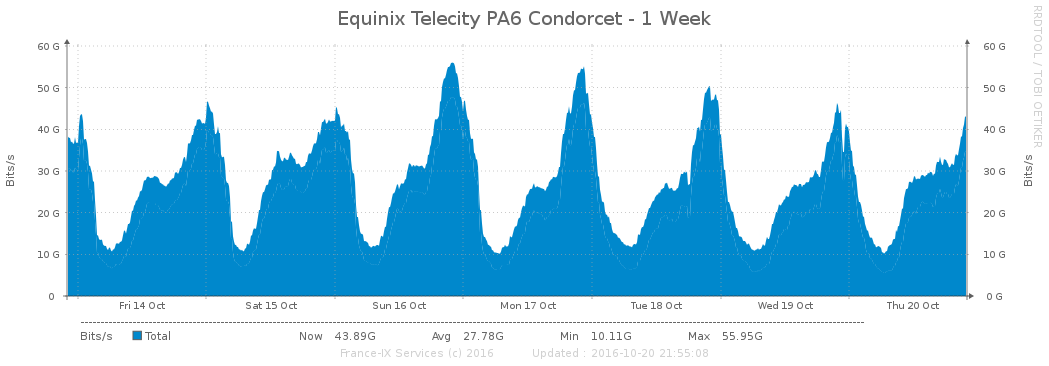 Equinix Telecity PA6 Condorcet - 1 Week
RRDTOOL / TOBI OETIKER
Bits/s
60 G 60 G
50 G 50 G
40 G 40 G
30 G 30 G
20 G 20 G
10 G 10 G
0 0 G
Bits/s
Fri 14 Oct Sat 15 Oct Sun 16 Oct Mon 17 Oct Tue 18 Oct Wed 19 Oct Thu 20 Oct
Bits/s Total Now 43.89G Avg 27.78G Min 10.11G Max 55.95G
France-IX Services (c) 2016 Updated : 2016-10-20 21:55:08